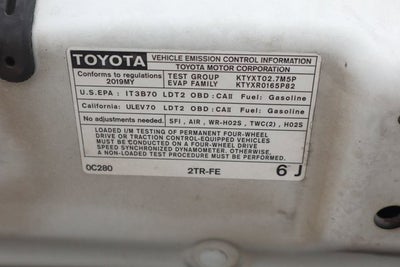 TOYOTA
VEHICLE EMISSION CONTROL INFORMATION
TOYOTA MOTOR CORPORATION
Conforms to regulations
2019MY
TEST GROUP KTYXT02.7M5P
EVAP FAMILY KTYXR0165P82
U.S.EPA : IT3B70 LDT2 OBD : CAII Fuel: Gasoline
California: ULEV70 LDT2 OBD : CAII Fuel: Gasoline
No adjustments needed. SFI , AIR , WR-HO2S , TWC(2) , HO2S
LOADED I/M TESTING OF PERMANENT FOUR-WHEEL
DRIVE OR TRACTION CONTROL-EQUIPPED VEHICLES
MUST BE CONDUCTED ON A FOUR-WHEEL DRIVE
SPEED SYNCHRONIZED DYNAMOMETER. OTHERWISE,
A NON-LOADED TEST PROCEDURE MUST BE PERFORMED.
0C280 2TR-FE 6 J